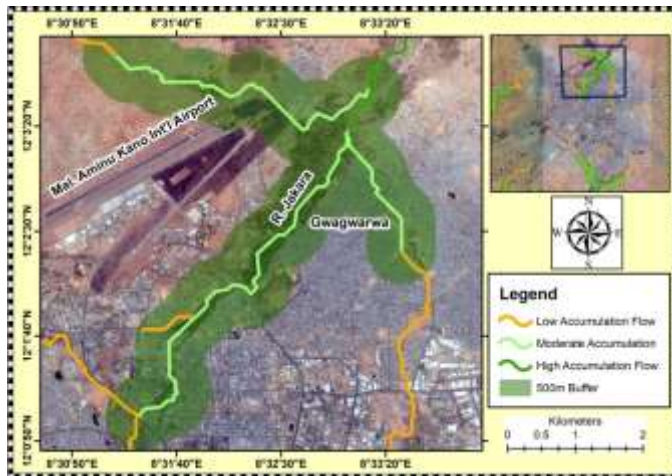 8°30'50"E 8°31'40"E 8°32'30"E 8°33'20"E
12°3'20"N
12°2'30"N
12°1'40"N
12°0'50"N
Mal. Aminu Kano Int'l Airport
R. Jakara
Gwagwarwa
N
W E
S
Legend
Low Accumulation Flow
Moderate Accumulation
High Accumulation Flow
500m Buffer
Kilometers
0 0.5 1 2
8°30'50"E 8°31'40"E 8°32'30"E 8°33'20"E